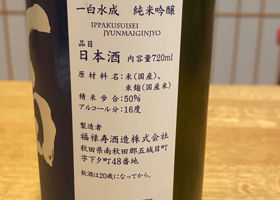 一白水成 純米吟醸
IPPAKUSUISEI
JYUNMAIGINJYO
品目
日本酒 内容量720ml
原材料名:米(国産)、
米麹(国産米)
精米歩合:50%
アルコール分:16度
製造者
福禄寿酒造株式会社
秋田県南秋田郡五城目町
字下夕町48番地
飲酒は20歳になってから。